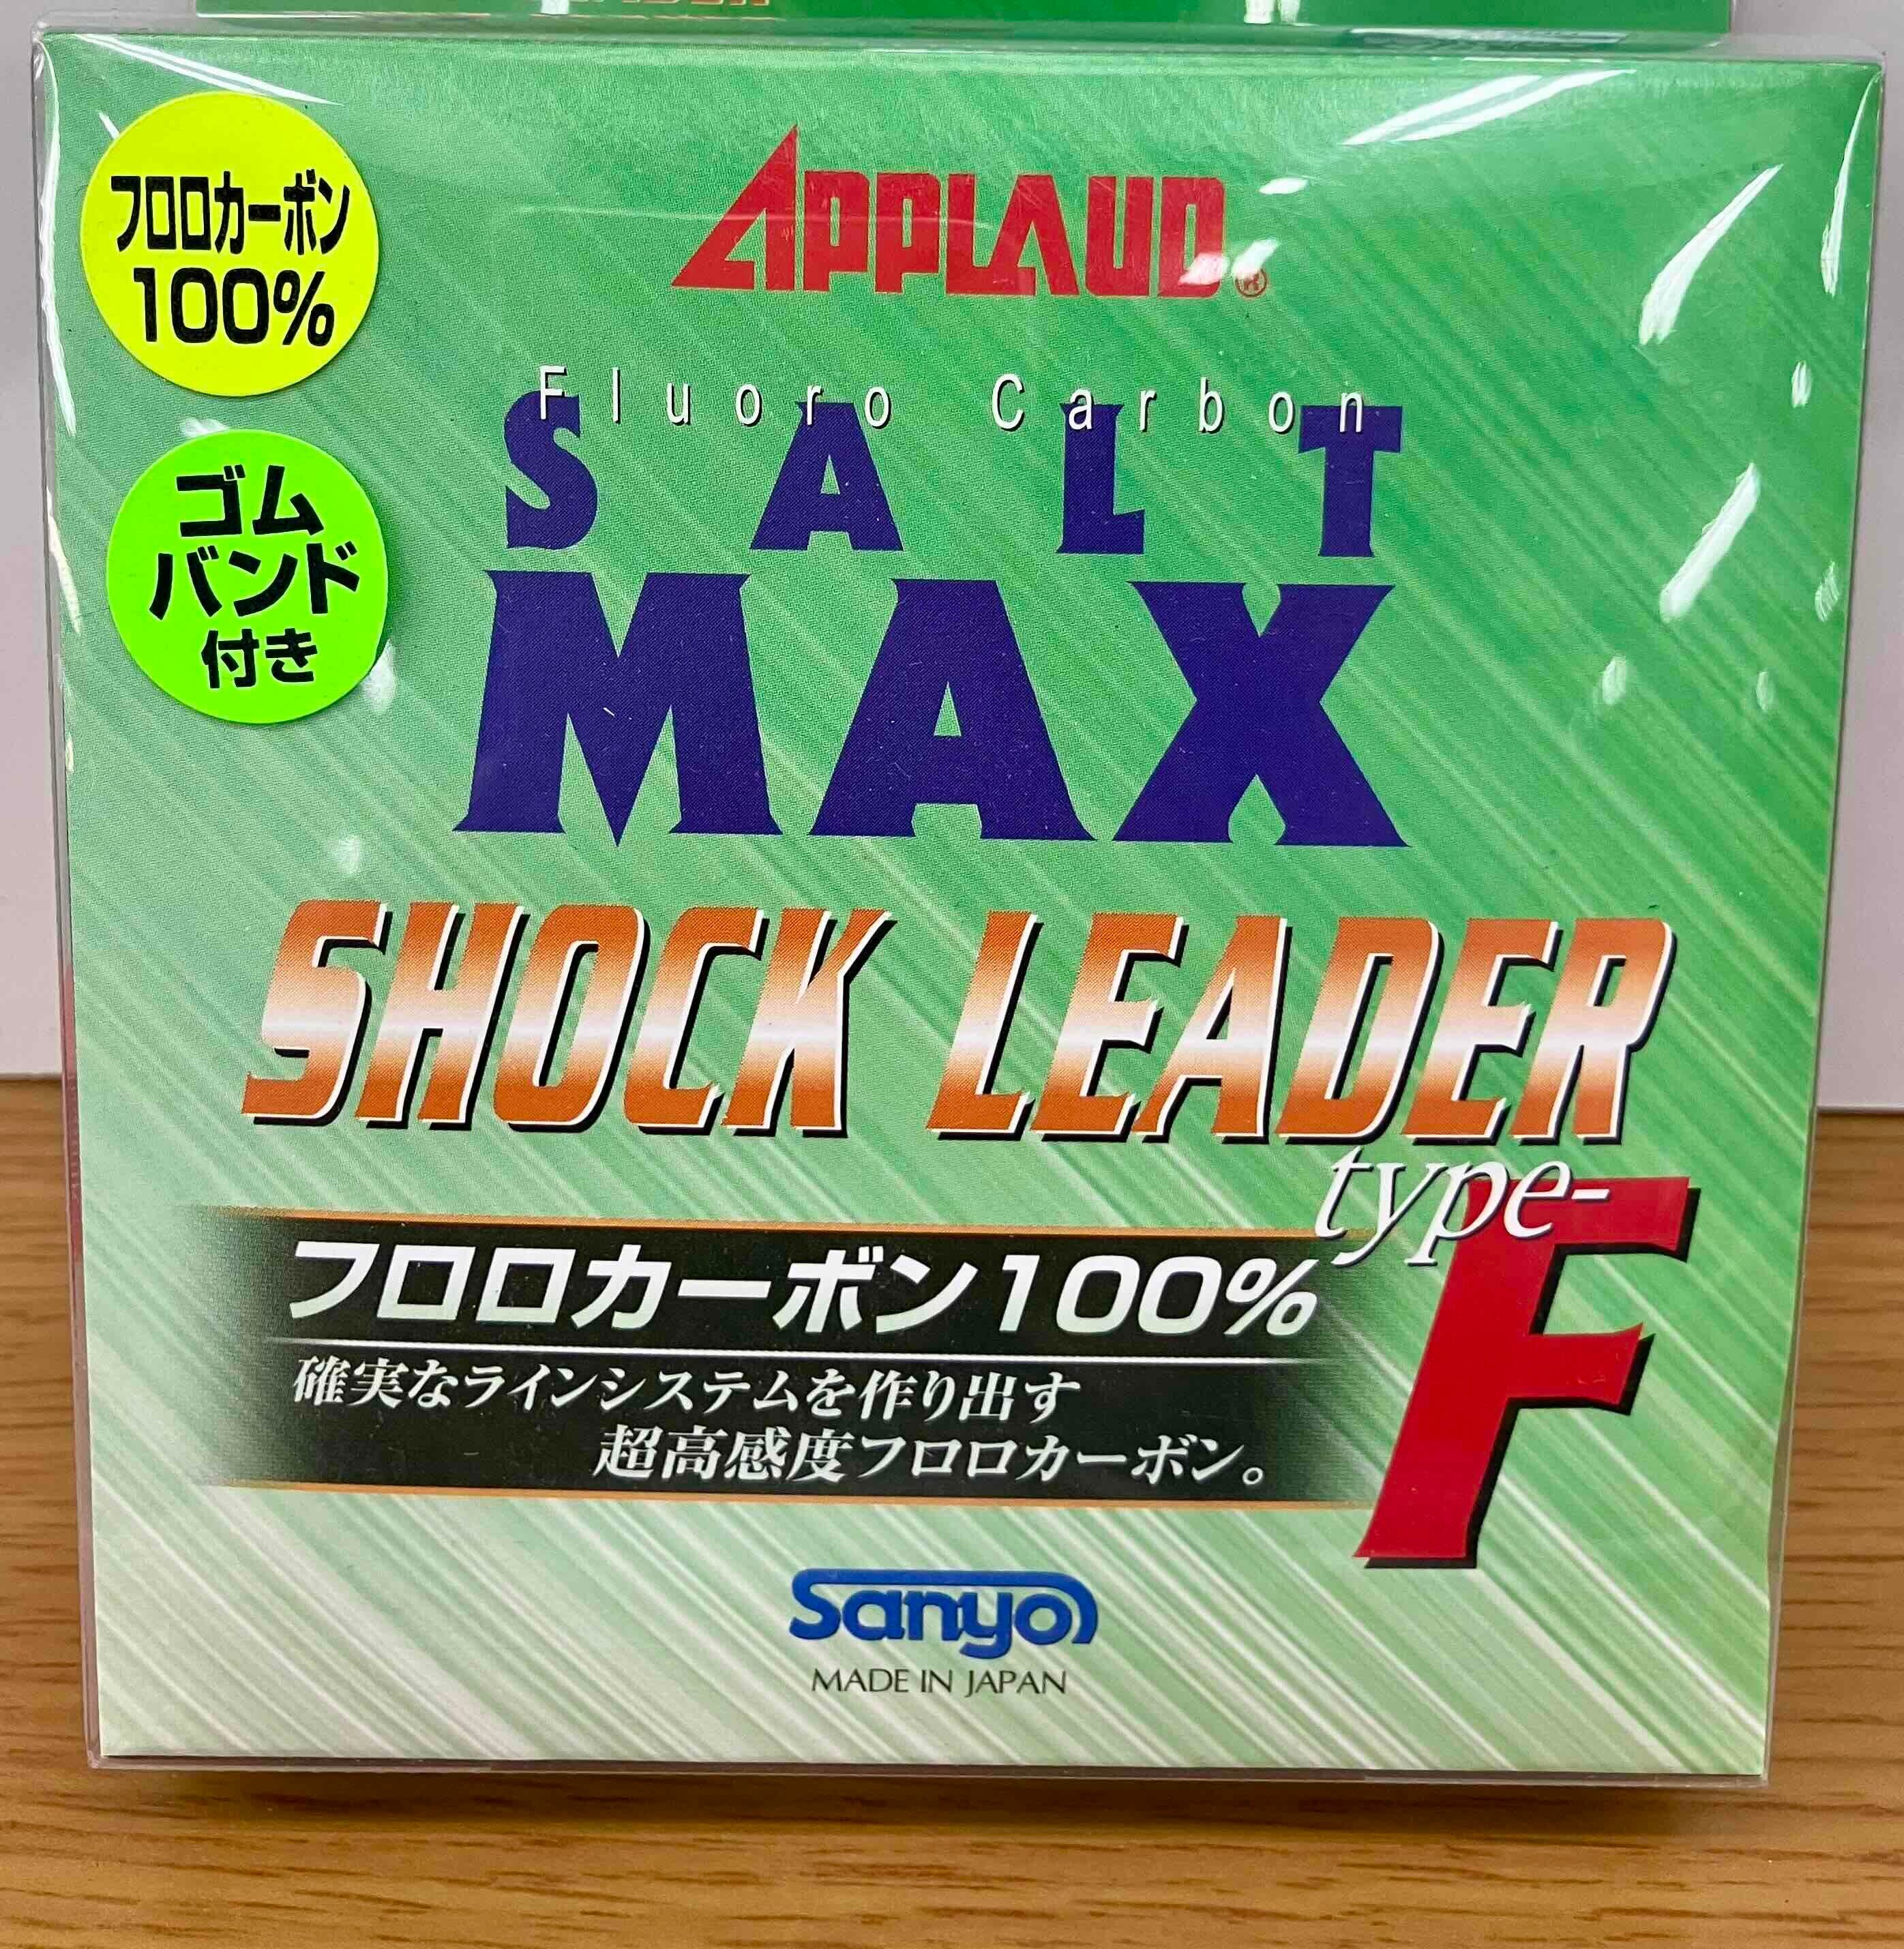 フロロカーボン
100%
ゴム
バンド
付き
APPLAUD®
Fluoro Carbon
SALT
MAX
SHOCK LEADER
type-F
フロロカーボン100%
確実なラインシステムを作り出す
超高感度フロロカーボン。
Sanyo
MADE IN JAPAN